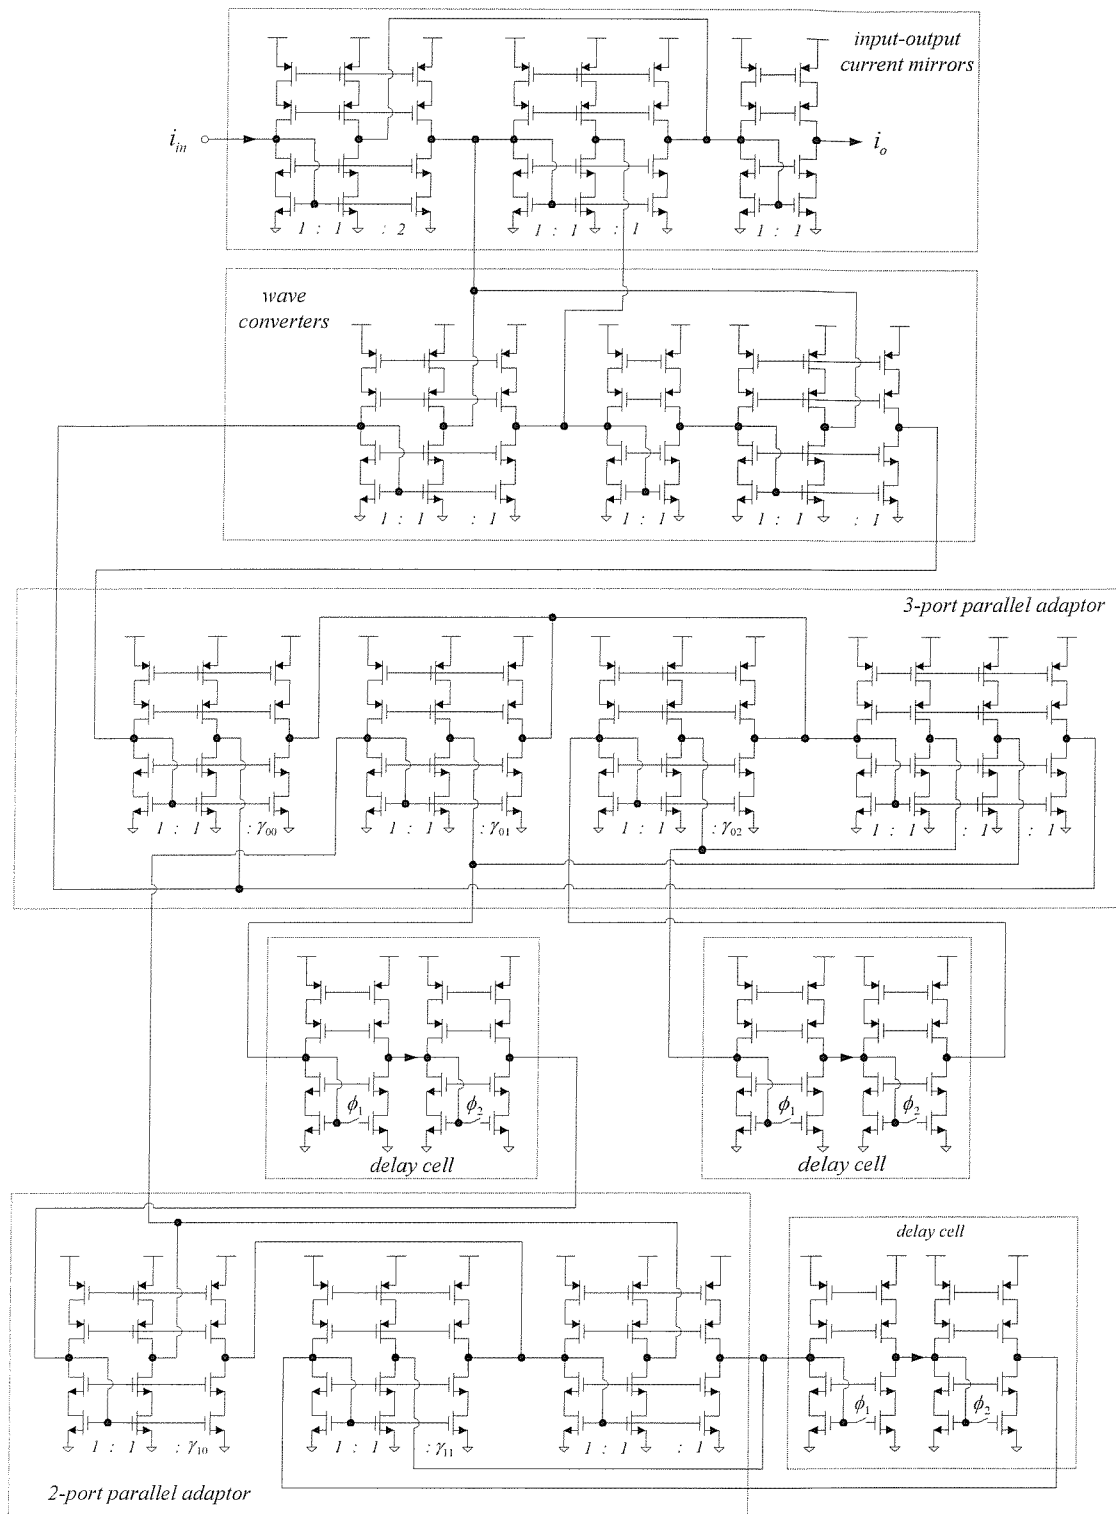 input-output
current mirrors
i_in
i_o
1 : 1 : 2
1 : 1 : 1
1 : 1
wave
converters
1 : 1 : 1
1 : 1
1 : 1 : 1
3-port parallel adaptor
1 : 1 : γ00
1 : 1 : γ01
1 : 1 : γ02
1 : 1 : 1 : 1
ϕ1
ϕ2
ϕ1
ϕ2
delay cell
delay cell
delay cell
ϕ1
ϕ2
1 : 1 : γ10
1 : 1 : γ11
1 : 1 : 1
2-port parallel adaptor